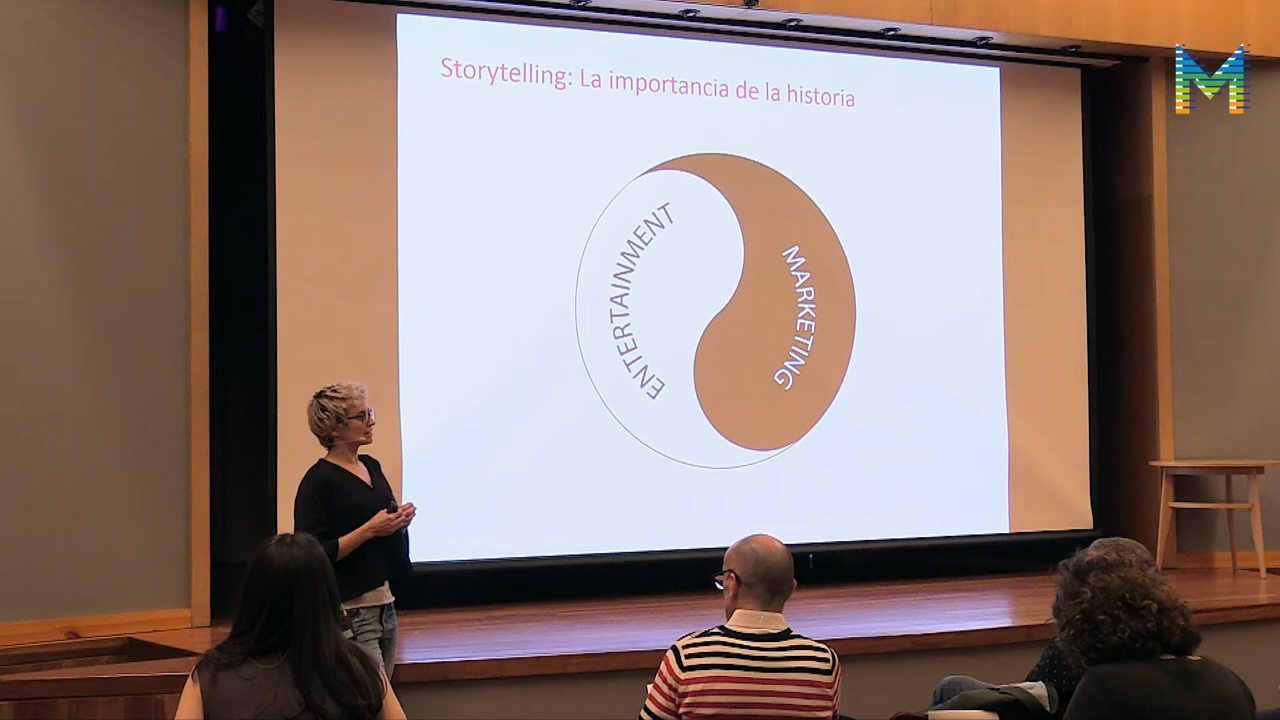 Storytelling: La importancia de la historia
ENTERTAINMENT
MARKETING
M